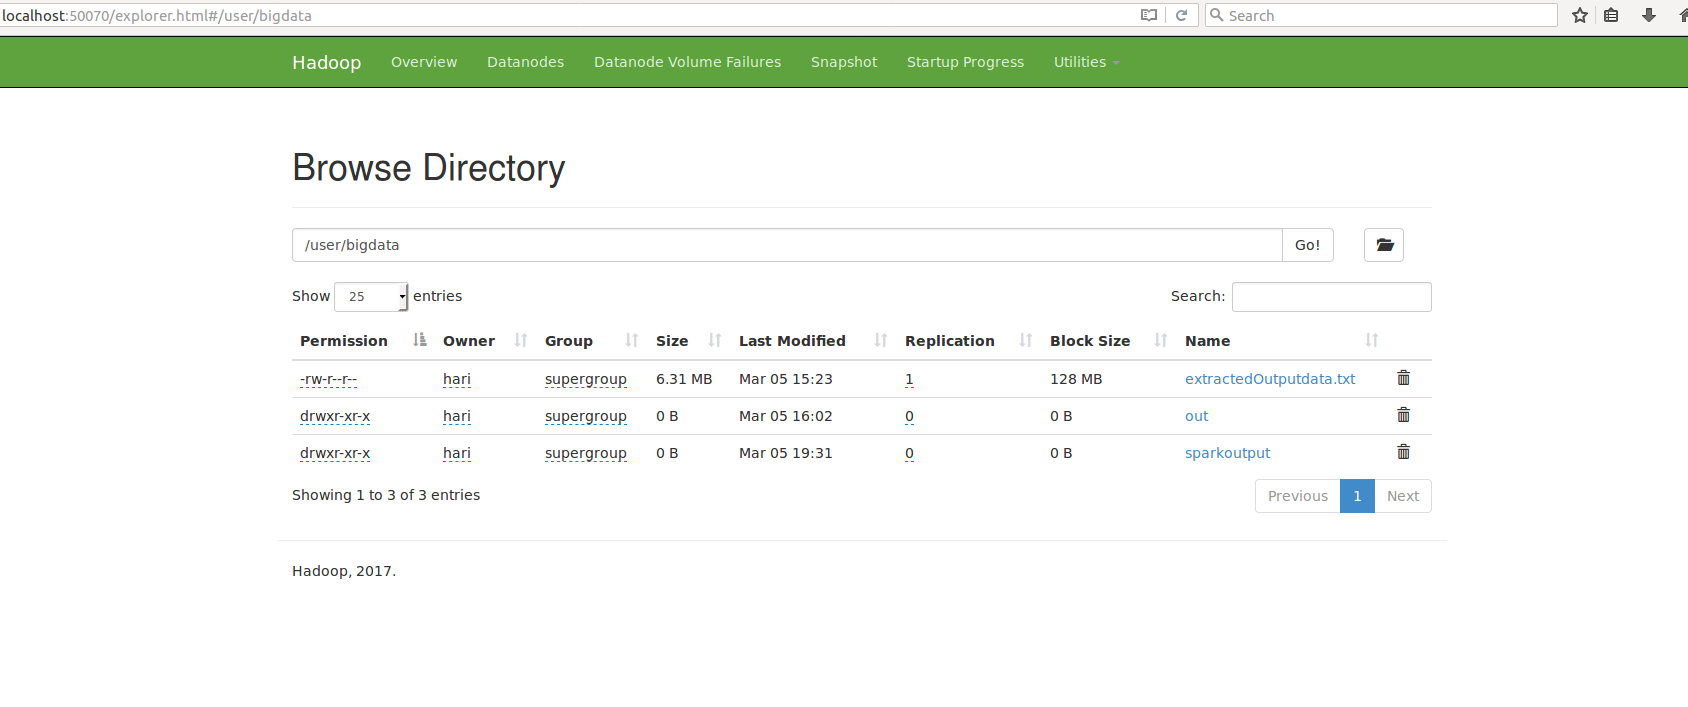 localhost:50070/explorer.html#/user/bigdata Search
Hadoop Overview Datanodes Datanode Volume Failures Snapshot Startup Progress Utilities
Browse Directory
/user/bigdata Go!
Show 25 entries Search:
Permission Owner Group Size Last Modified Replication Block Size Name
-rw-r--r-- hari supergroup 6.31 MB Mar 05 15:23 1 128 MB extractedOutputdata.txt
drwxr-xr-x hari supergroup 0 B Mar 05 16:02 0 0 B out
drwxr-xr-x hari supergroup 0 B Mar 05 19:31 0 0 B sparkoutput
Showing 1 to 3 of 3 entries Previous 1 Next
Hadoop, 2017.